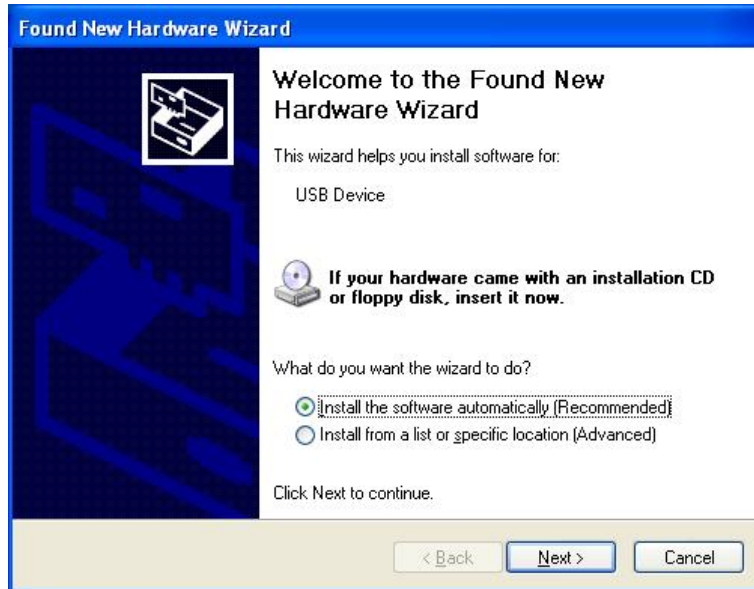 Found New Hardware Wizard
Welcome to the Found New
Hardware Wizard
This wizard helps you install software for:
USB Device
If your hardware came with an installation CD
or floppy disk, insert it now.
What do you want the wizard to do?
Install the software automatically (Recommended)
Install from a list or specific location (Advanced)
Click Next to continue.
< Back Next > Cancel